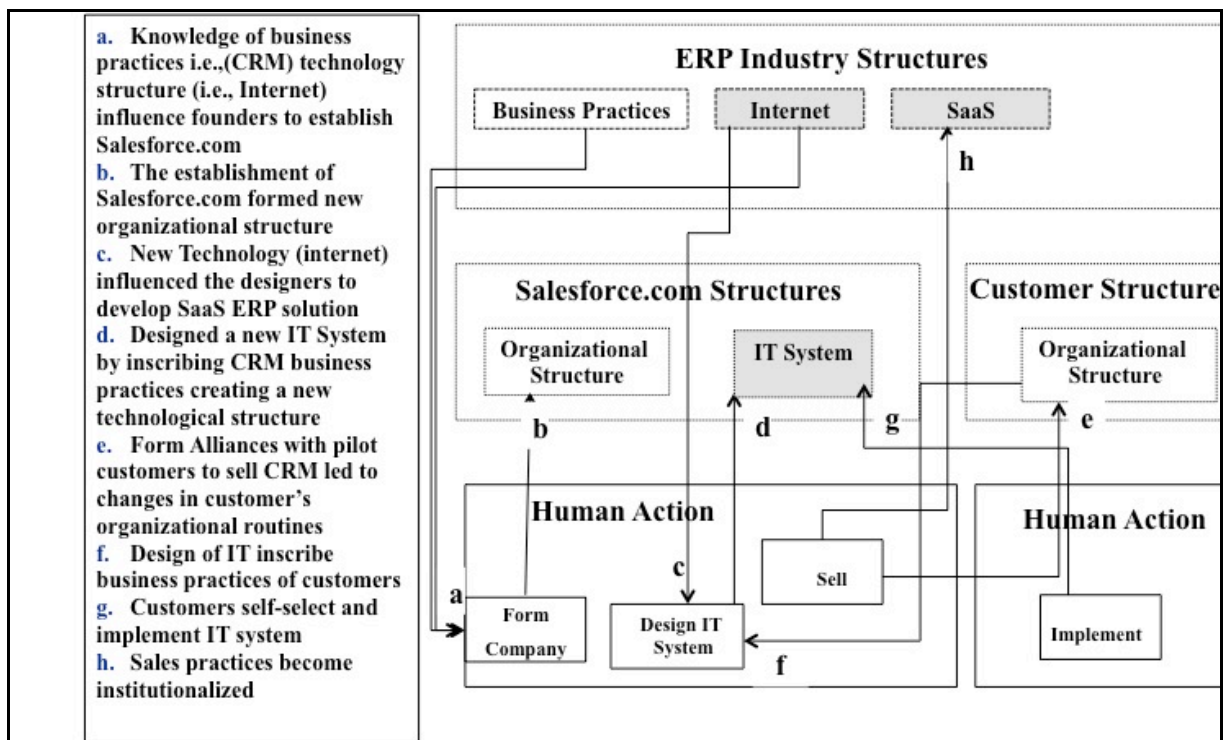 a. Knowledge of business
practices i.e.,(CRM) technology
structure (i.e., Internet)
influence founders to establish
Salesforce.com
b. The establishment of
Salesforce.com formed new
organizational structure
c. New Technology (internet)
influenced the designers to
develop SaaS ERP solution
d. Designed a new IT System
by inscribing CRM business
practices creating a new
technological structure
e. Form Alliances with pilot
customers to sell CRM led to
changes in customer's
organizational routines
f. Design of IT inscribe
business practices of customers
g. Customers self-select and
implement IT system
h. Sales practices become
institutionalized
ERP Industry Structures
Business Practices
Internet
SaaS
h
Salesforce.com Structures
Customer Structure
Organizational
Structure
IT System
Organizational
Structure
b
d
g
e
Human Action
Human Action
c
Sell
a
Form
Company
Design IT
System
Implement
f